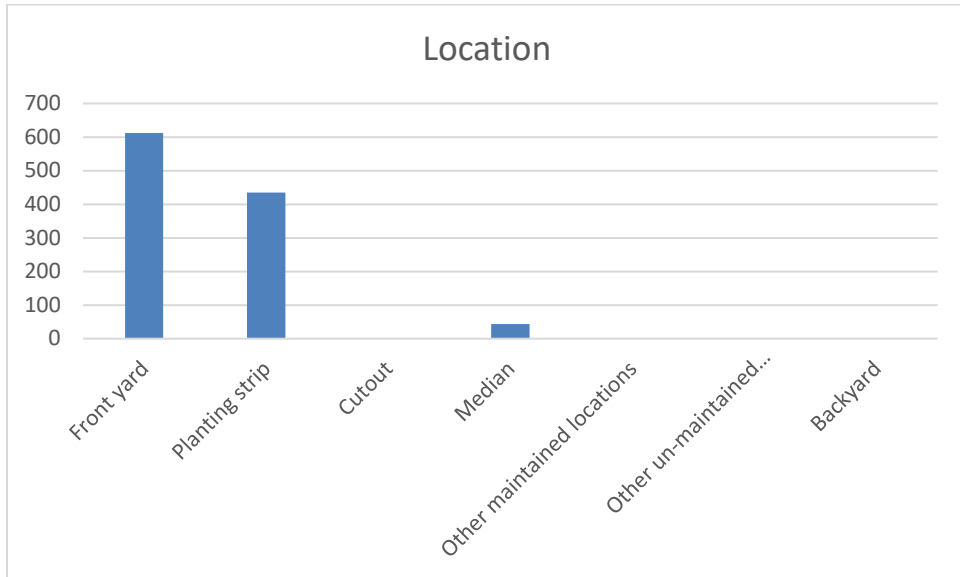 Location
700
600
500
400
300
200
100
0
Front yard
Planting strip
Cutout
Median
Other maintained locations
Other un-maintained...
Backyard